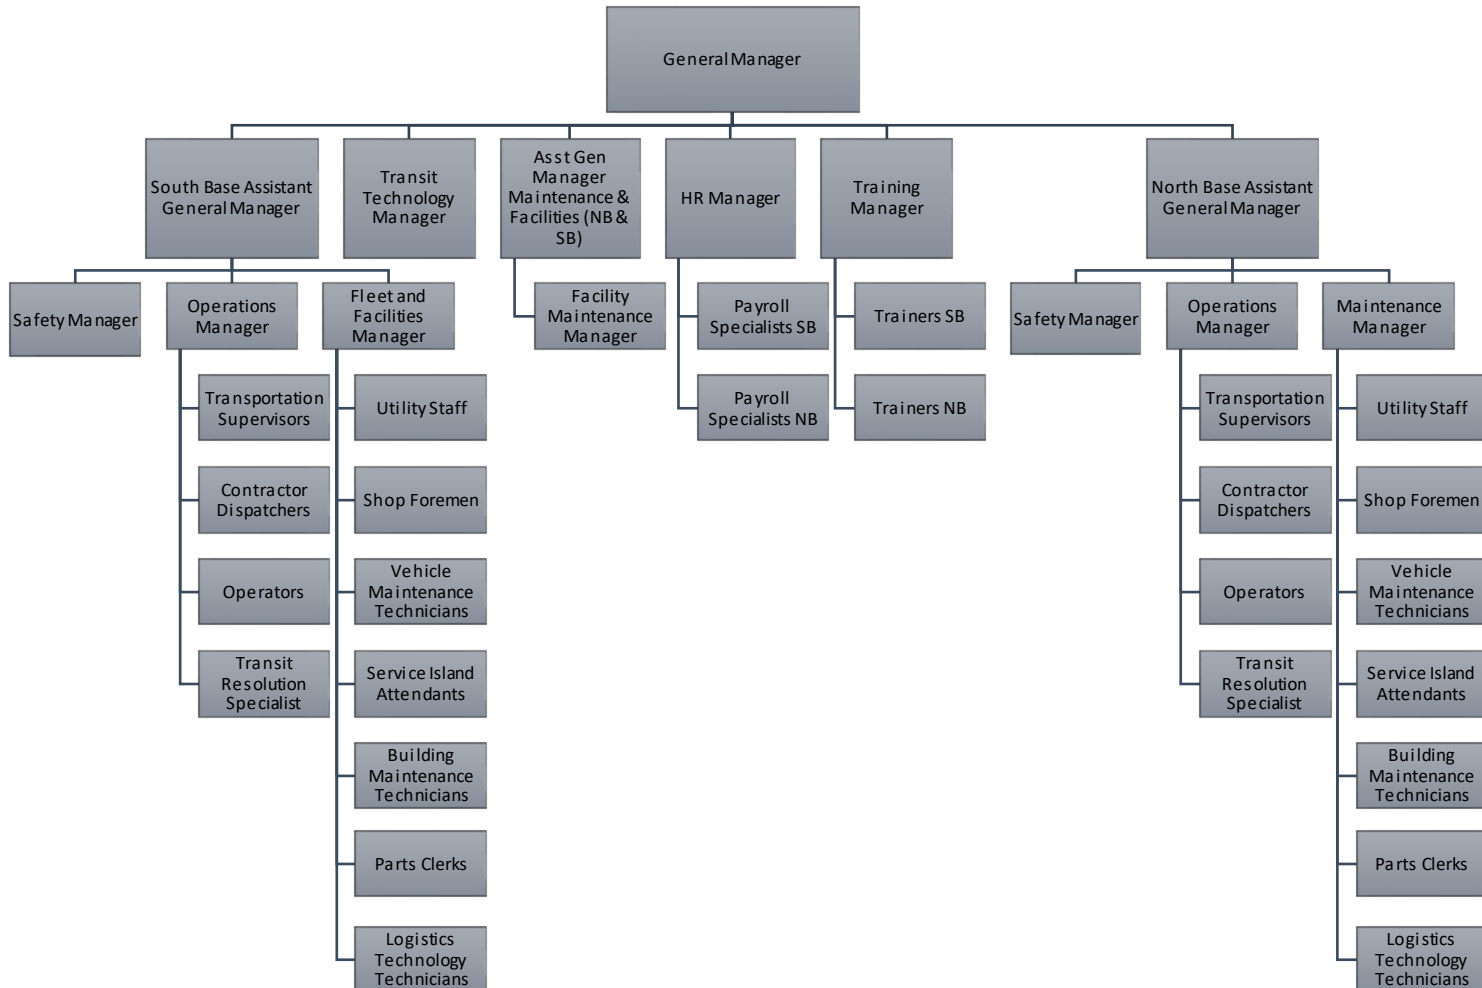 General Manager
South Base Assistant
General Manager
Transit
Technology
Manager
Asst Gen
Manager
Maintenance &
Facilities (NB &
SB)
HR Manager
Training
Manager
North Base Assistant
General Manager
Safety Manager
Operations
Manager
Fleet and
Facilities
Manager
Facility
Maintenance
Manager
Payroll
Specialists SB
Trainers SB
Safety Manager
Operations
Manager
Maintenance
Manager
Transportation
Supervisors
Utility Staff
Payroll
Specialists NB
Trainers NB
Transportation
Supervisors
Utility Staff
Contractor
Dispatchers
Shop Foremen
Contractor
Dispatchers
Shop Foremen
Operators
Vehicle
Maintenance
Technicians
Operators
Vehicle
Maintenance
Technicians
Transit
Resolution
Specialist
Service Island
Attendants
Transit
Resolution
Specialist
Service Island
Attendants
Building
Maintenance
Technicians
Building
Maintenance
Technicians
Parts Clerks
Parts Clerks
Logistics
Technology
Technicians
Logistics
Technology
Technicians